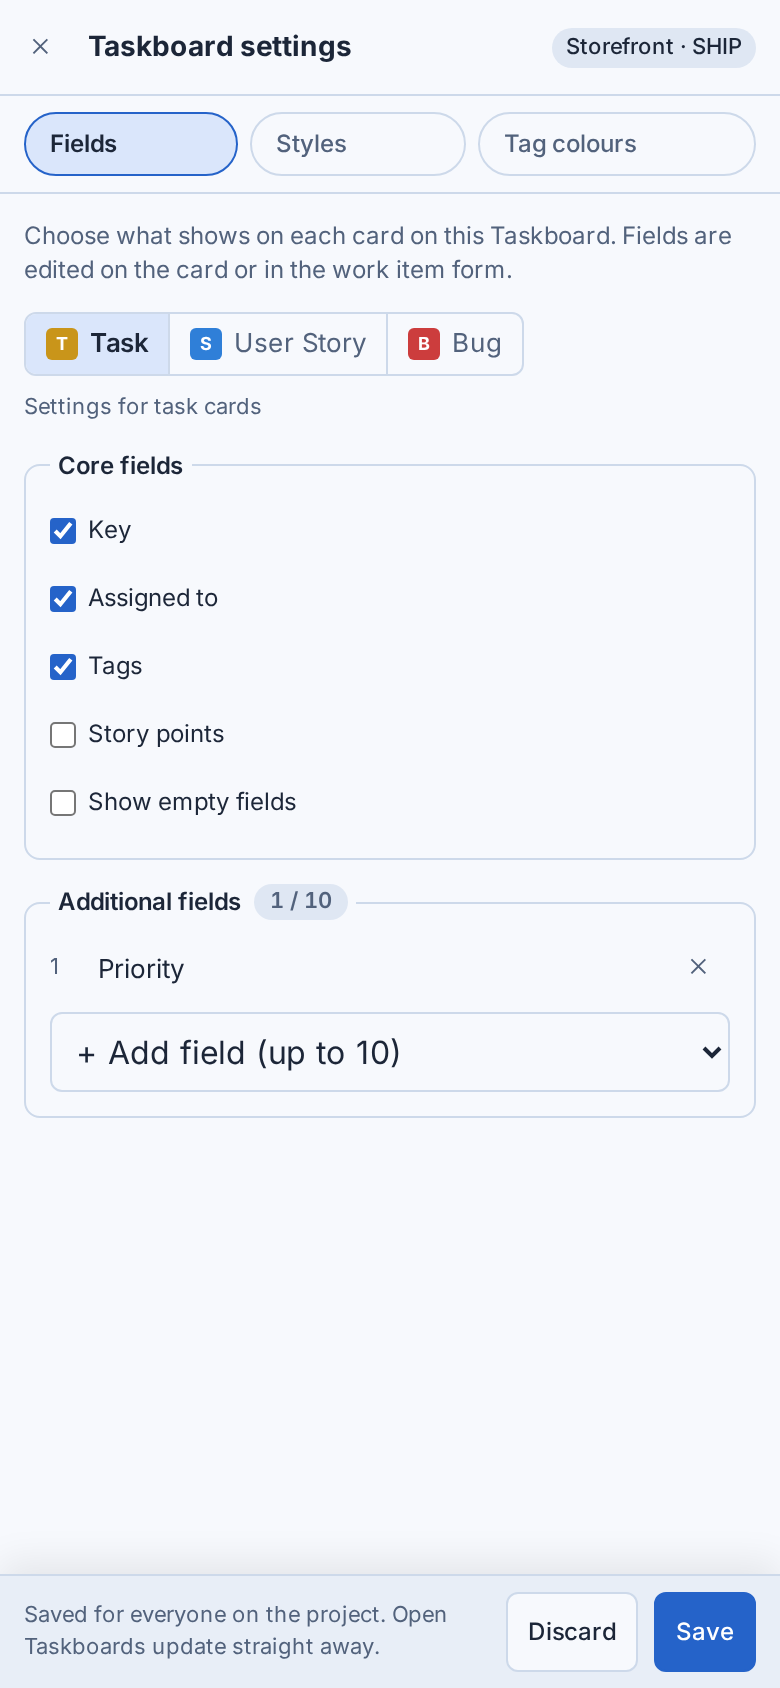 Taskboard settings
Storefront · SHIP
Fields
Styles
Tag colours
Choose what shows on each card on this Taskboard. Fields are
edited on the card or in the work item form.
T Task
S User Story
B Bug
Settings for task cards
Core fields
Key
Assigned to
Tags
Story points
Show empty fields
Additional fields 1 / 10
1 Priority
+ Add field (up to 10)
Saved for everyone on the project. Open
Taskboards update straight away.
Discard
Save